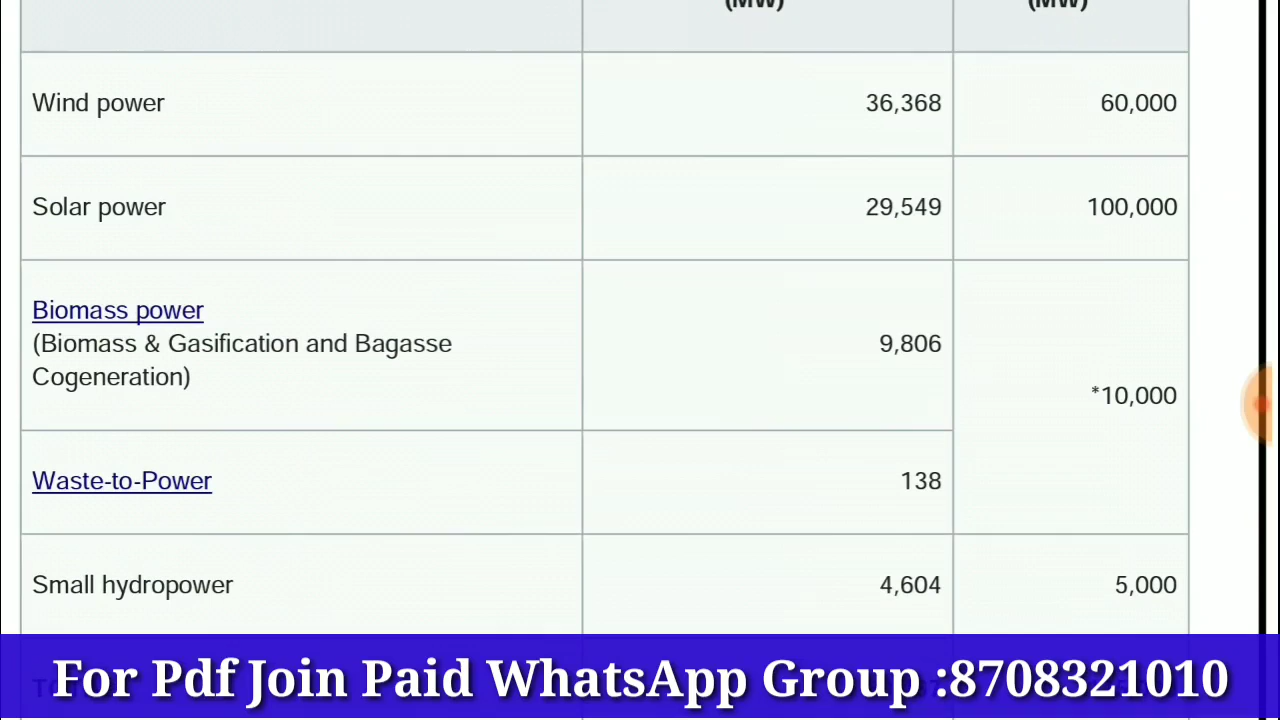 (MW) (MW)
Wind power 36,368 60,000
Solar power 29,549 100,000
Biomass power
(Biomass & Gasification and Bagasse
Cogeneration)
9,806
*10,000
Waste-to-Power 138
Small hydropower 4,604 5,000
For Pdf Join Paid WhatsApp Group :8708321010